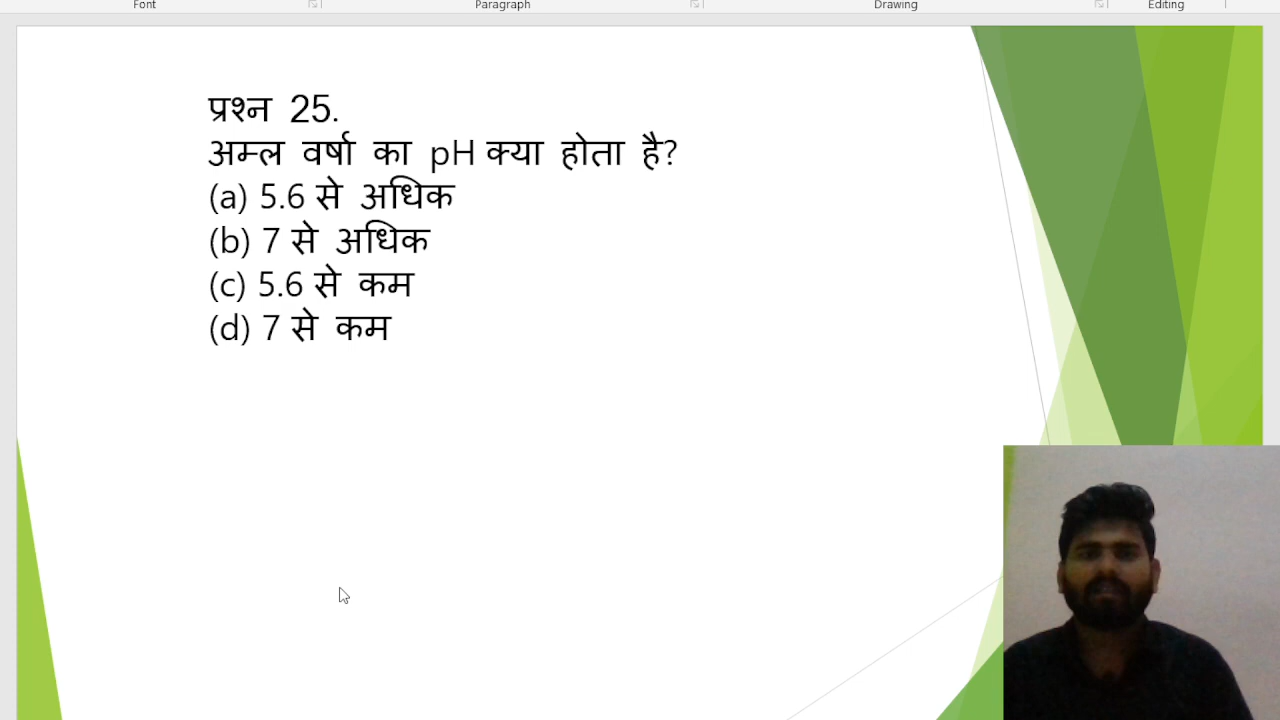 Font Paragraph Drawing Editing
प्रश्न 25.
अम्ल वर्षा का pH क्या होता है?
(a) 5.6 से अधिक
(b) 7 से अधिक
(c) 5.6 से कम
(d) 7 से कम